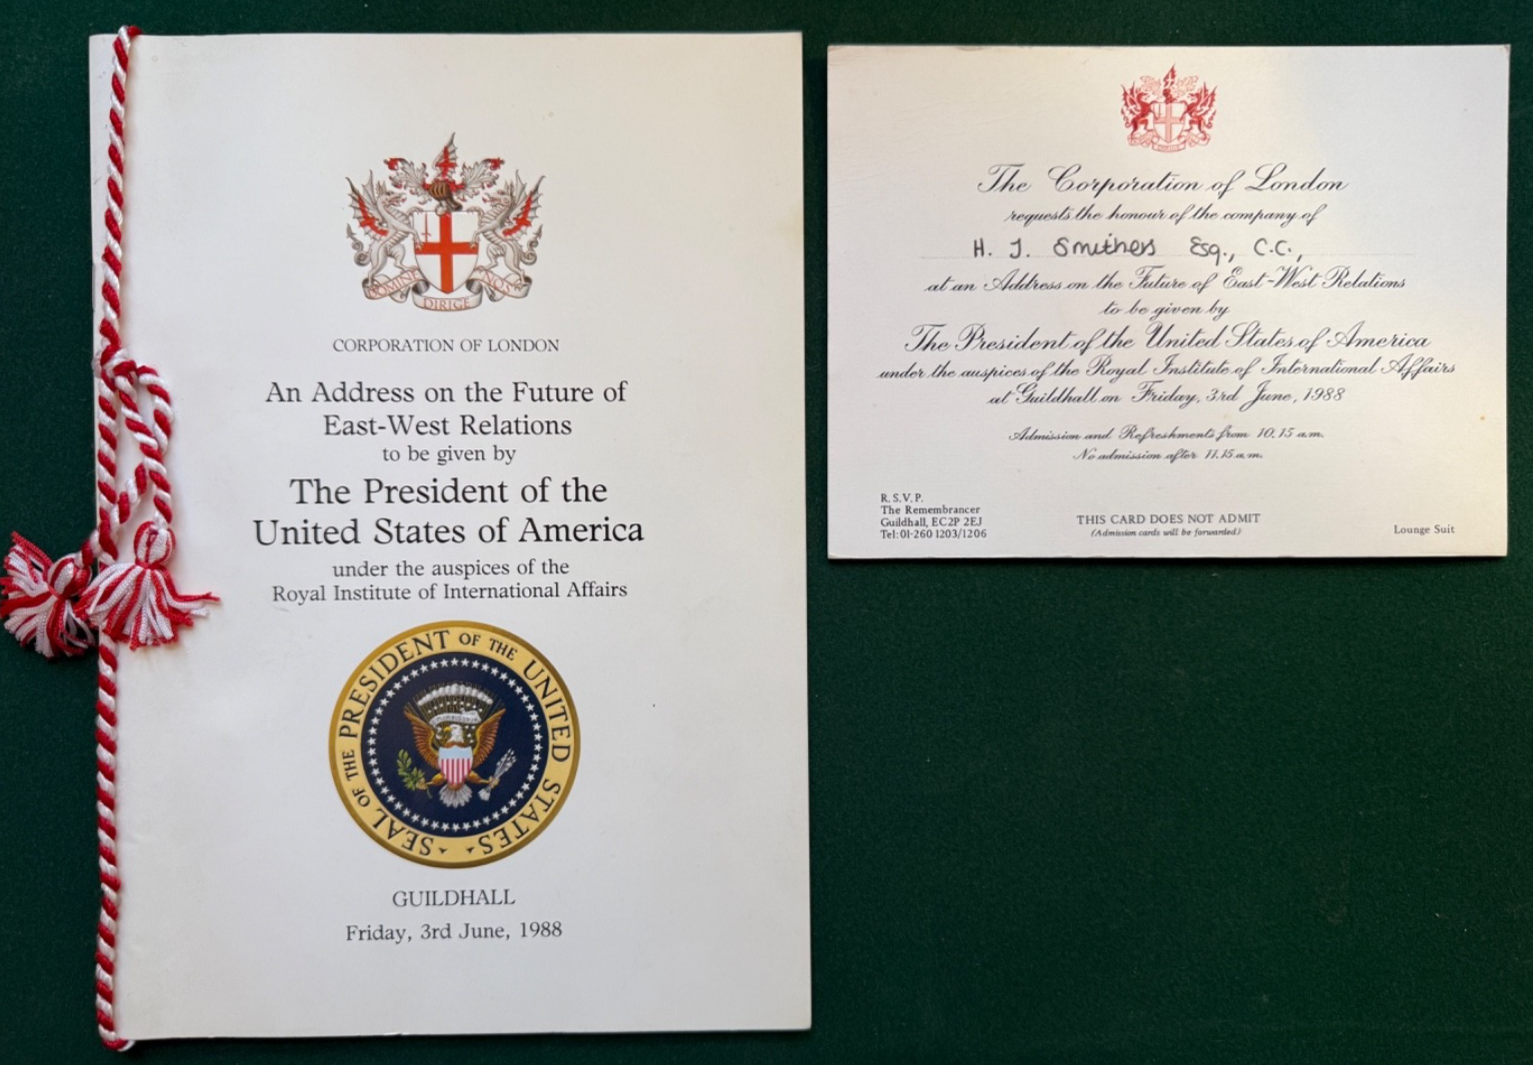 DOMINE DIRIGE NOS
CORPORATION OF LONDON
An Address on the Future of
East-West Relations
to be given by
The President of the
United States of America
under the auspices of the
Royal Institute of International Affairs
SEAL OF THE PRESIDENT OF THE UNITED STATES
GUILDHALL
Friday, 3rd June, 1988
The Corporation of London
requests the honour of the company of
H. J. Smithers Esq., C.C.,
at an Address on the Future of East-West Relations
to be given by
The President of the United States of America
under the auspices of the Royal Institute of International Affairs
at Guildhall on Friday, 3rd June, 1988
Admission and Refreshments from 10.15 a.m.
No admission after 11.15 a.m.
R.S.V.P.
The Remembrancer
Guildhall, EC2P 2EJ
Tel: 01-260 1203/1206
THIS CARD DOES NOT ADMIT
(Admission cards will be forwarded)
Lounge Suit